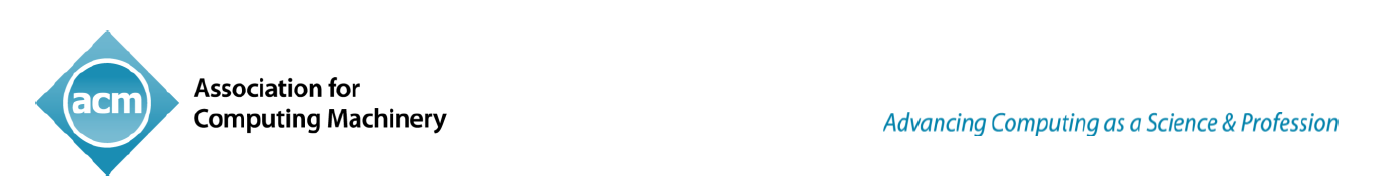 acm
Association for
Computing Machinery
Advancing Computing as a Science & Profession